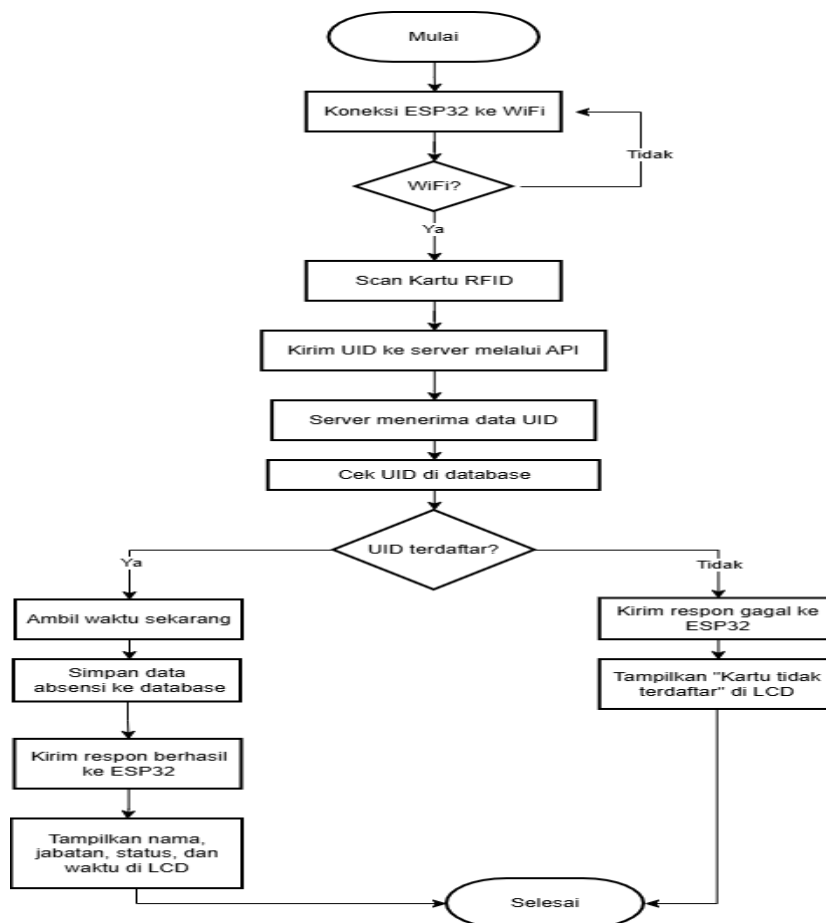 Mulai
Koneksi ESP32 ke WiFi
Tidak
WiFi?
Ya
Scan Kartu RFID
Kirim UID ke server melalui API
Server menerima data UID
Cek UID di database
UID terdaftar?
Ya
Tidak
Ambil waktu sekarang
Simpan data
absensi ke database
Kirim respon berhasil
ke ESP32
Tampilkan nama,
jabatan, status, dan
waktu di LCD
Kirim respon gagal ke
ESP32
Tampilkan "Kartu tidak
terdaftar" di LCD
Selesai